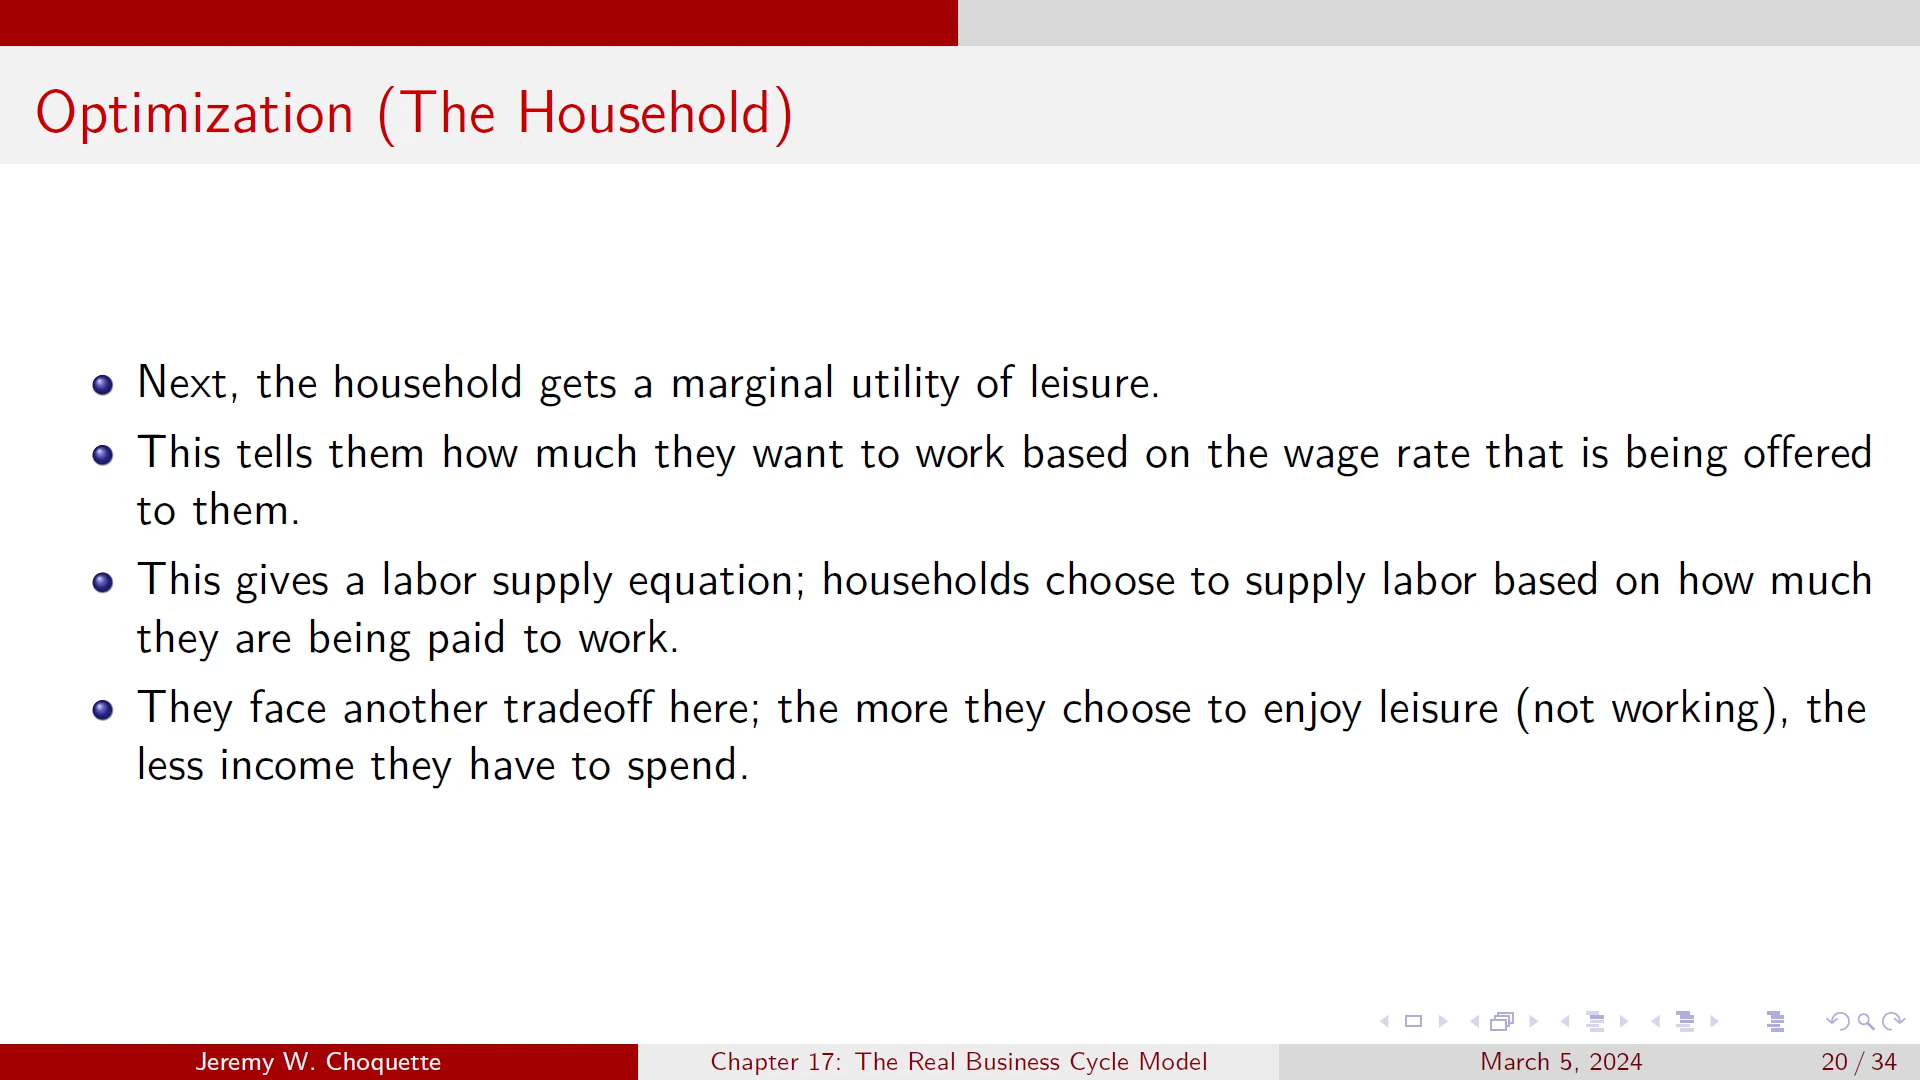 Optimization (The Household)
Next, the household gets a marginal utility of leisure.
This tells them how much they want to work based on the wage rate that is being offered
to them.
This gives a labor supply equation; households choose to supply labor based on how much
they are being paid to work.
They face another tradeoff here; the more they choose to enjoy leisure (not working), the
less income they have to spend.
Jeremy W. Choquette Chapter 17: The Real Business Cycle Model March 5, 2024 20 / 34